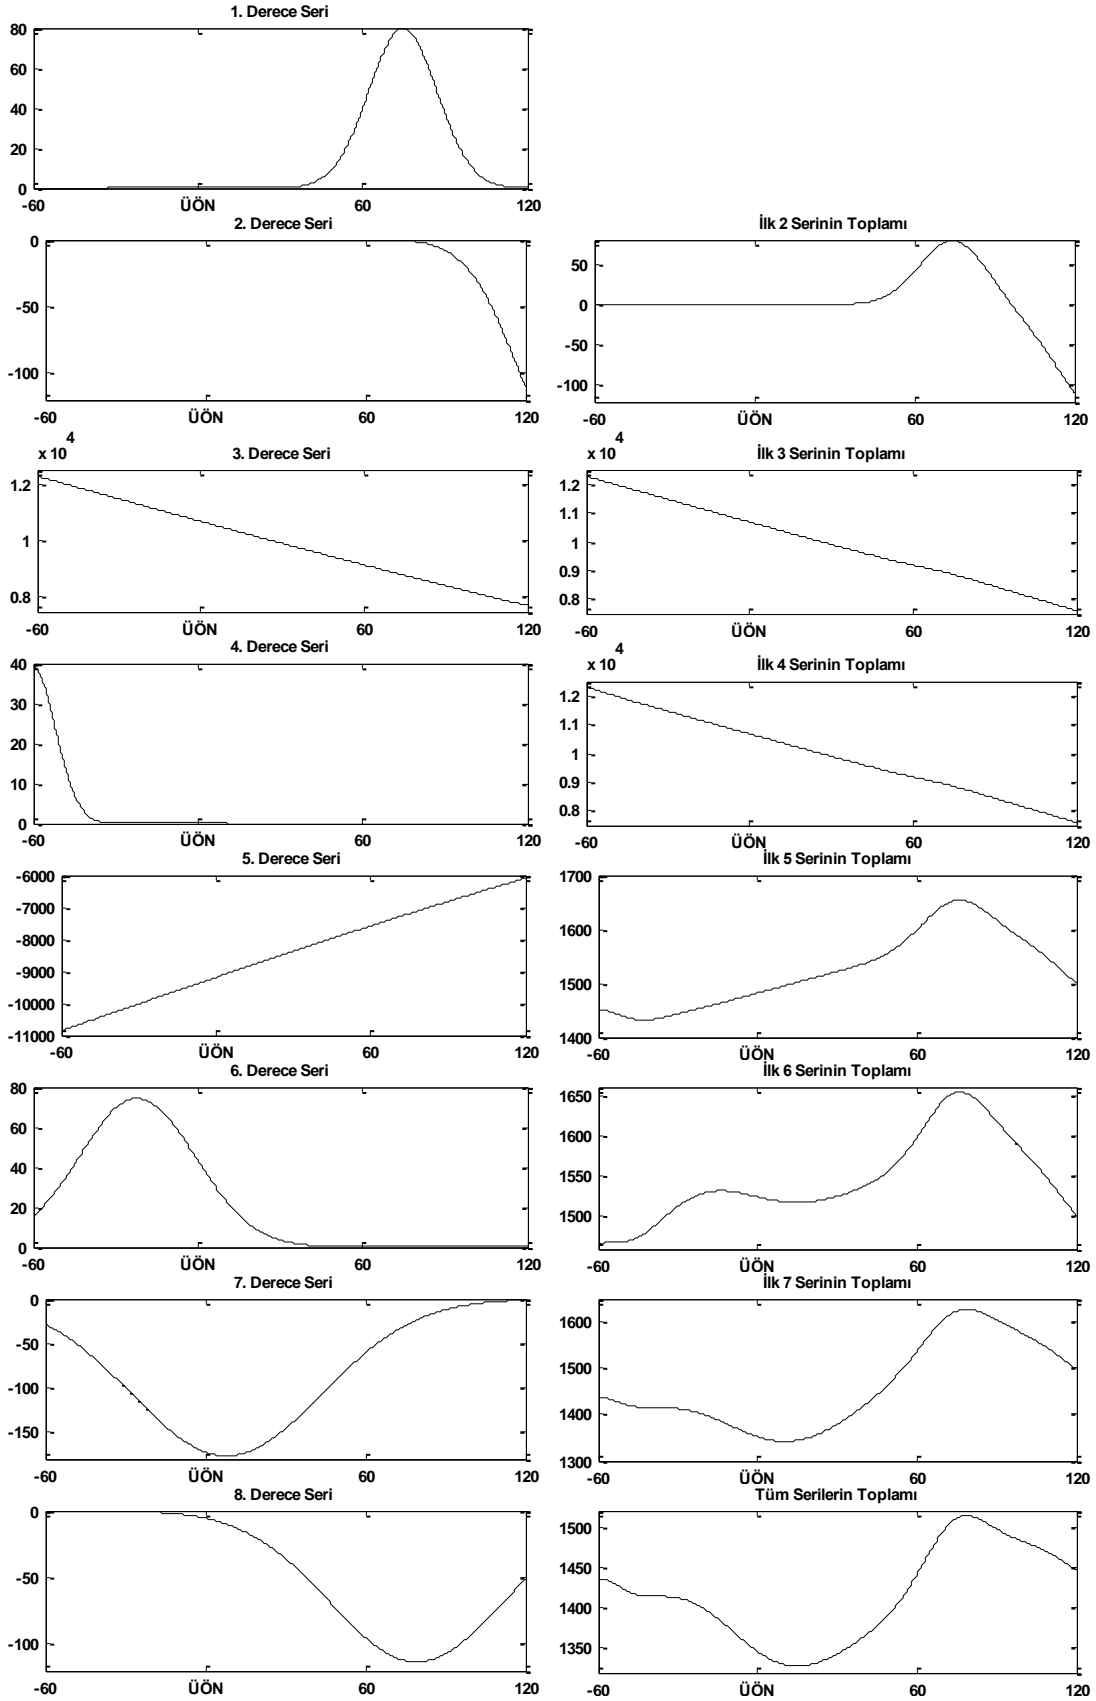 1. Derece Seri
80
60
40
20
0
-60 ÜÖN 60 120
2. Derece Seri
0
-50
-100
-60 ÜÖN 60 120
İlk 2 Serinin Toplamı
50
0
-50
-100
-60 ÜÖN 60 120
x 10 4
3. Derece Seri
1.2
1
0.8
-60 ÜÖN 60 120
x 10 4
İlk 3 Serinin Toplamı
1.2
1.1
1
0.9
0.8
-60 ÜÖN 60 120
4. Derece Seri
40
30
20
10
0
-60 ÜÖN 60 120
x 10 4
İlk 4 Serinin Toplamı
1.2
1.1
1
0.9
0.8
-60 ÜÖN 60 120
5. Derece Seri
-6000
-7000
-8000
-9000
-10000
-11000
-60 ÜÖN 60 120
İlk 5 Serinin Toplamı
1700
1600
1500
1400
-60 ÜÖN 60 120
6. Derece Seri
80
60
40
20
0
-60 ÜÖN 60 120
İlk 6 Serinin Toplamı
1650
1600
1550
1500
-60 ÜÖN 60 120
7. Derece Seri
0
-50
-100
-150
-60 ÜÖN 60 120
İlk 7 Serinin Toplamı
1600
1500
1400
1300
-60 ÜÖN 60 120
8. Derece Seri
0
-50
-100
-60 ÜÖN 60 120
Tüm Serilerin Toplamı
1500
1450
1400
1350
-60 ÜÖN 60 120